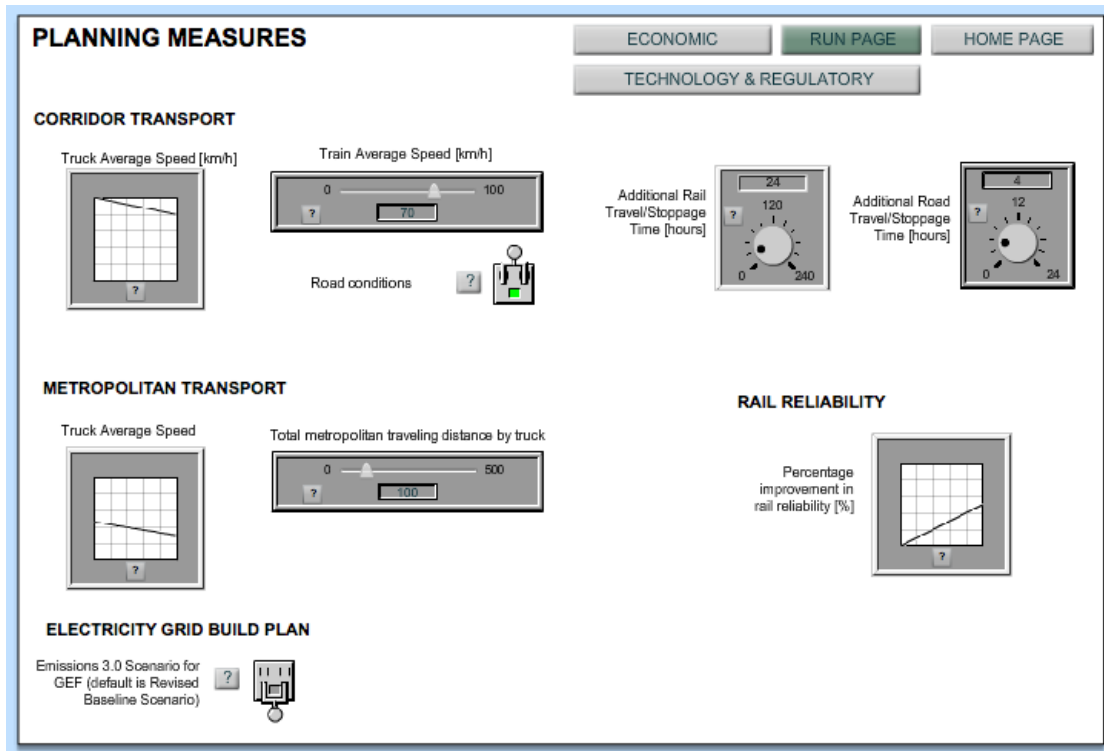 PLANNING MEASURES
ECONOMIC
RUN PAGE
HOME PAGE
TECHNOLOGY & REGULATORY
CORRIDOR TRANSPORT
Truck Average Speed [km/h]
?
Train Average Speed [km/h]
0
100
?
70
Road conditions
?
Additional Rail
Travel/Stoppage
Time [hours]
24
?
120
0
240
Additional Road
Travel/Stoppage
Time [hours]
4
?
12
0
24
METROPOLITAN TRANSPORT
Truck Average Speed
?
Total metropolitan traveling distance by truck
0
500
?
100
RAIL RELIABILITY
Percentage
improvement in
rail reliability [%]
?
ELECTRICITY GRID BUILD PLAN
Emissions 3.0 Scenario for
GEF (default is Revised
Baseline Scenario)
?